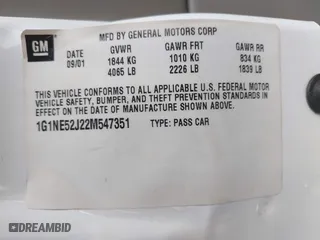 MFD BY GENERAL MOTORS CORP
GM
DATE GVWR GAWR FRT GAWR RR
09/01 1844 KG 1010 KG 834 KG
4065 LB 2226 LB 1839 LB
THIS VEHICLE CONFORMS TO ALL APPLICABLE U.S. FEDERAL MOTOR
VEHICLE SAFETY, BUMPER, AND THEFT PREVENTION STANDARDS IN
EFFECT ON THE DATE OF MANUFACTURE SHOWN ABOVE.
1G1NE52J22M547351 TYPE: PASS CAR
DREAMBID